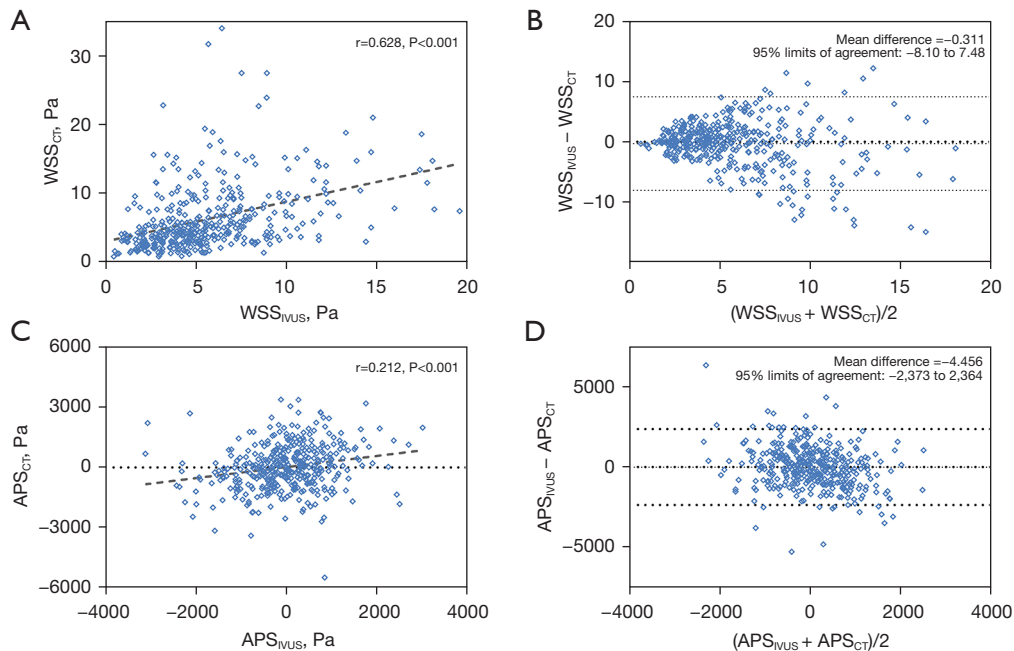 A
30
20
10
0
WSSCT, Pa
r=0.628, P<0.001
0 5 10 15 20
WSSIVUS, Pa
B
20
10
0
−10
WSSIVUS − WSSCT
Mean difference =−0.311
95% limits of agreement: −8.10 to 7.48
0 5 10 15 20
(WSSIVUS + WSSCT)/2
C
6000
3000
0
−3000
−6000
APSCT, Pa
r=0.212, P<0.001
−4000 −2000 0 2000 4000
APSIVUS, Pa
D
5000
0
−5000
APSIVUS − APSCT
Mean difference =−4.456
95% limits of agreement: −2,373 to 2,364
−4000 −2000 0 2000 4000
(APSIVUS + APSCT)/2